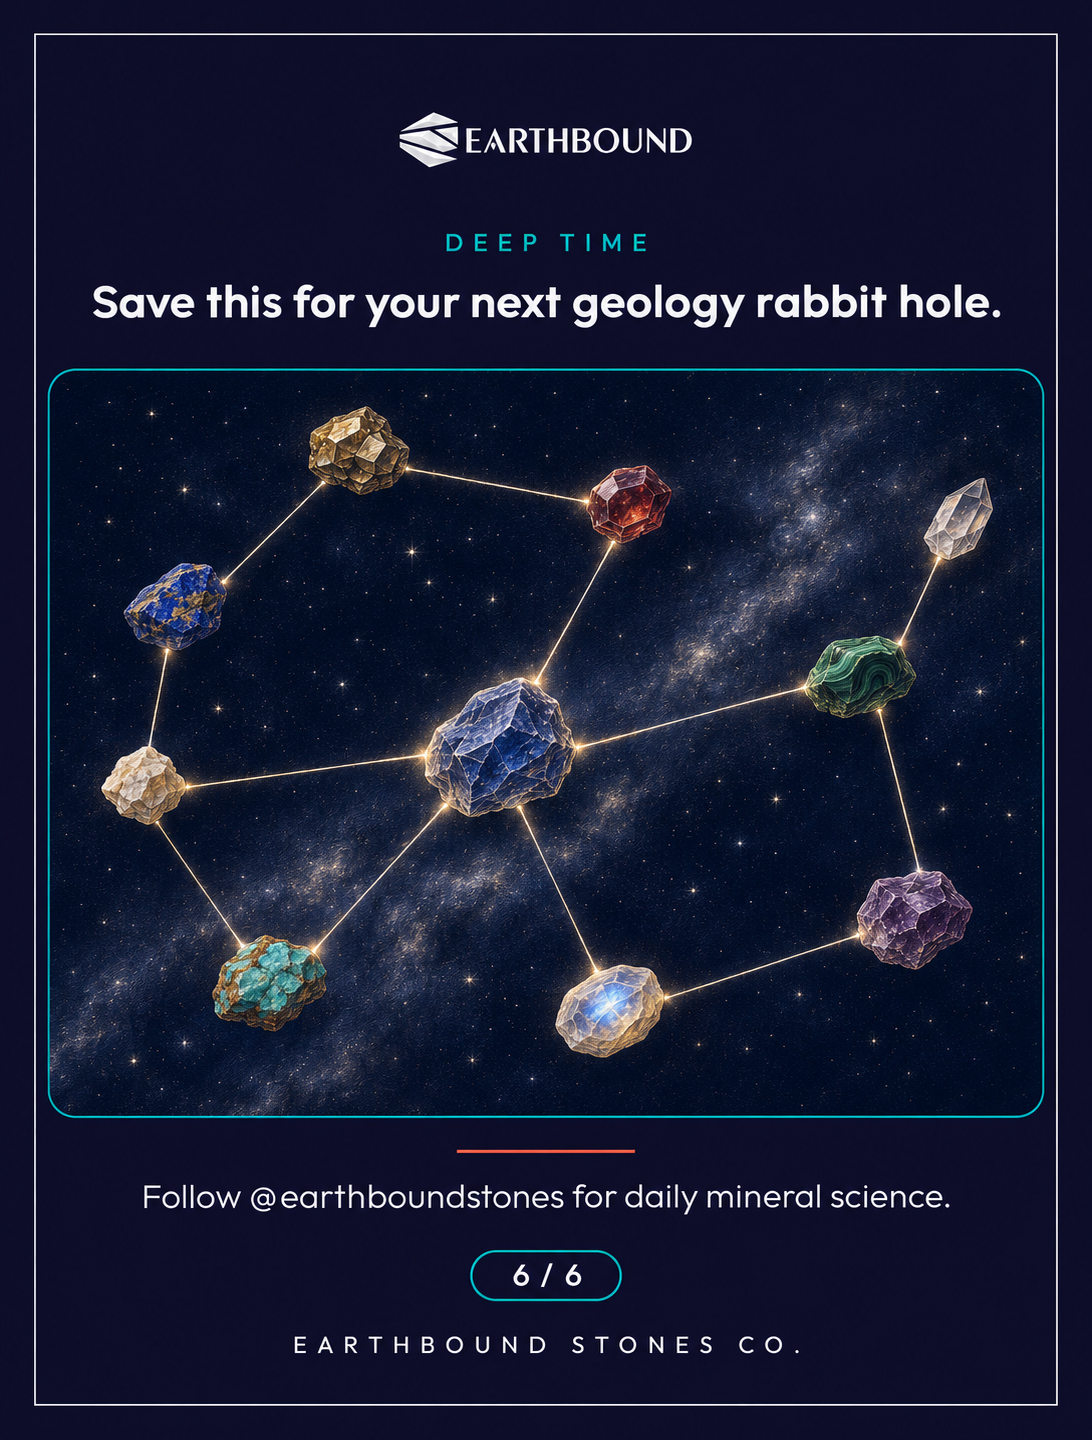 EARTHBOUND
DEEP TIME
Save this for your next geology rabbit hole.
Follow @earthboundstones for daily mineral science.
6 / 6
EARTHBOUND STONES CO.